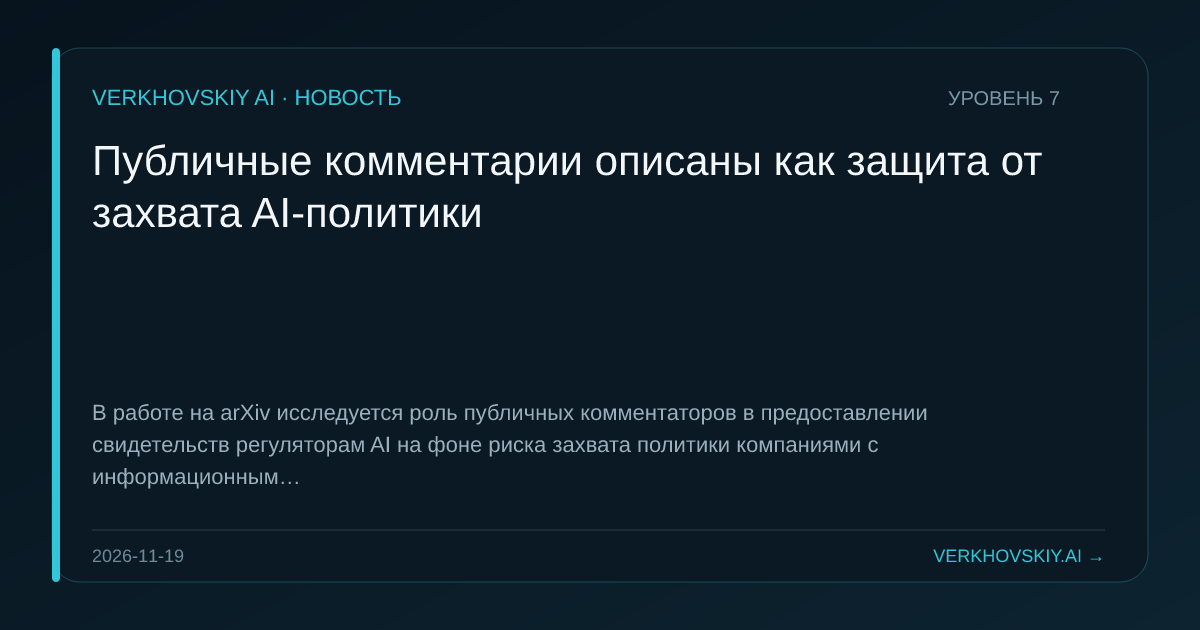 VERKHOVSKIY AI · НОВОСТЬ
УРОВЕНЬ 7
Публичные комментарии описаны как защита от
захвата AI-политики
В работе на arXiv исследуется роль публичных комментаторов в предоставлении
свидетельств регуляторам AI на фоне риска захвата политики компаниями с
информационным…
2026-11-19
VERKHOVSKIY.AI →